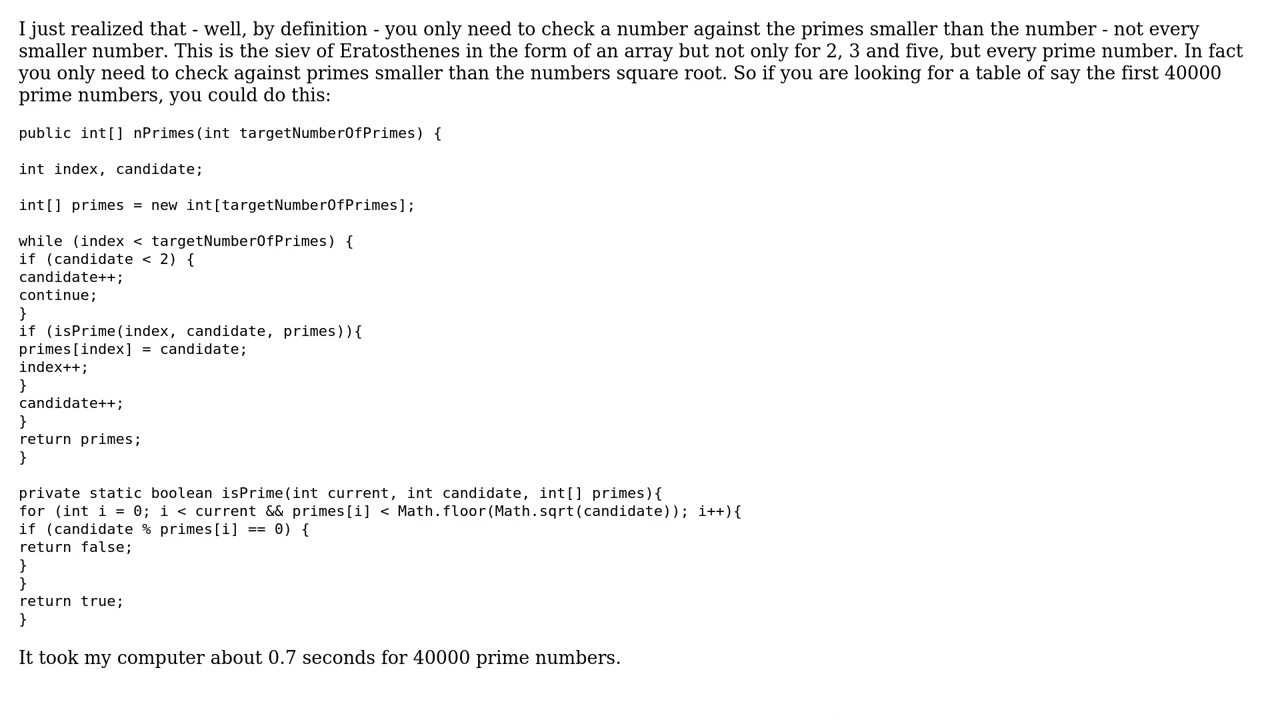 I just realized that - well, by definition - you only need to check a number against the primes smaller than the number - not every
smaller number. This is the siev of Eratosthenes in the form of an array but not only for 2, 3 and five, but every prime number. In fact
you only need to check against primes smaller than the numbers square root. So if you are looking for a table of say the first 40000
prime numbers, you could do this:
public int[] nPrimes(int targetNumberOfPrimes) {
int index, candidate;
int[] primes = new int[targetNumberOfPrimes];
while (index < targetNumberOfPrimes) {
if (candidate < 2) {
candidate++;
continue;
}
if (isPrime(index, candidate, primes)){
primes[index] = candidate;
index++;
}
candidate++;
}
return primes;
}
private static boolean isPrime(int current, int candidate, int[] primes){
for (int i = 0; i < current && primes[i] < Math.floor(Math.sqrt(candidate)); i++){
if (candidate % primes[i] == 0) {
return false;
}
}
return true;
}
It took my computer about 0.7 seconds for 40000 prime numbers.